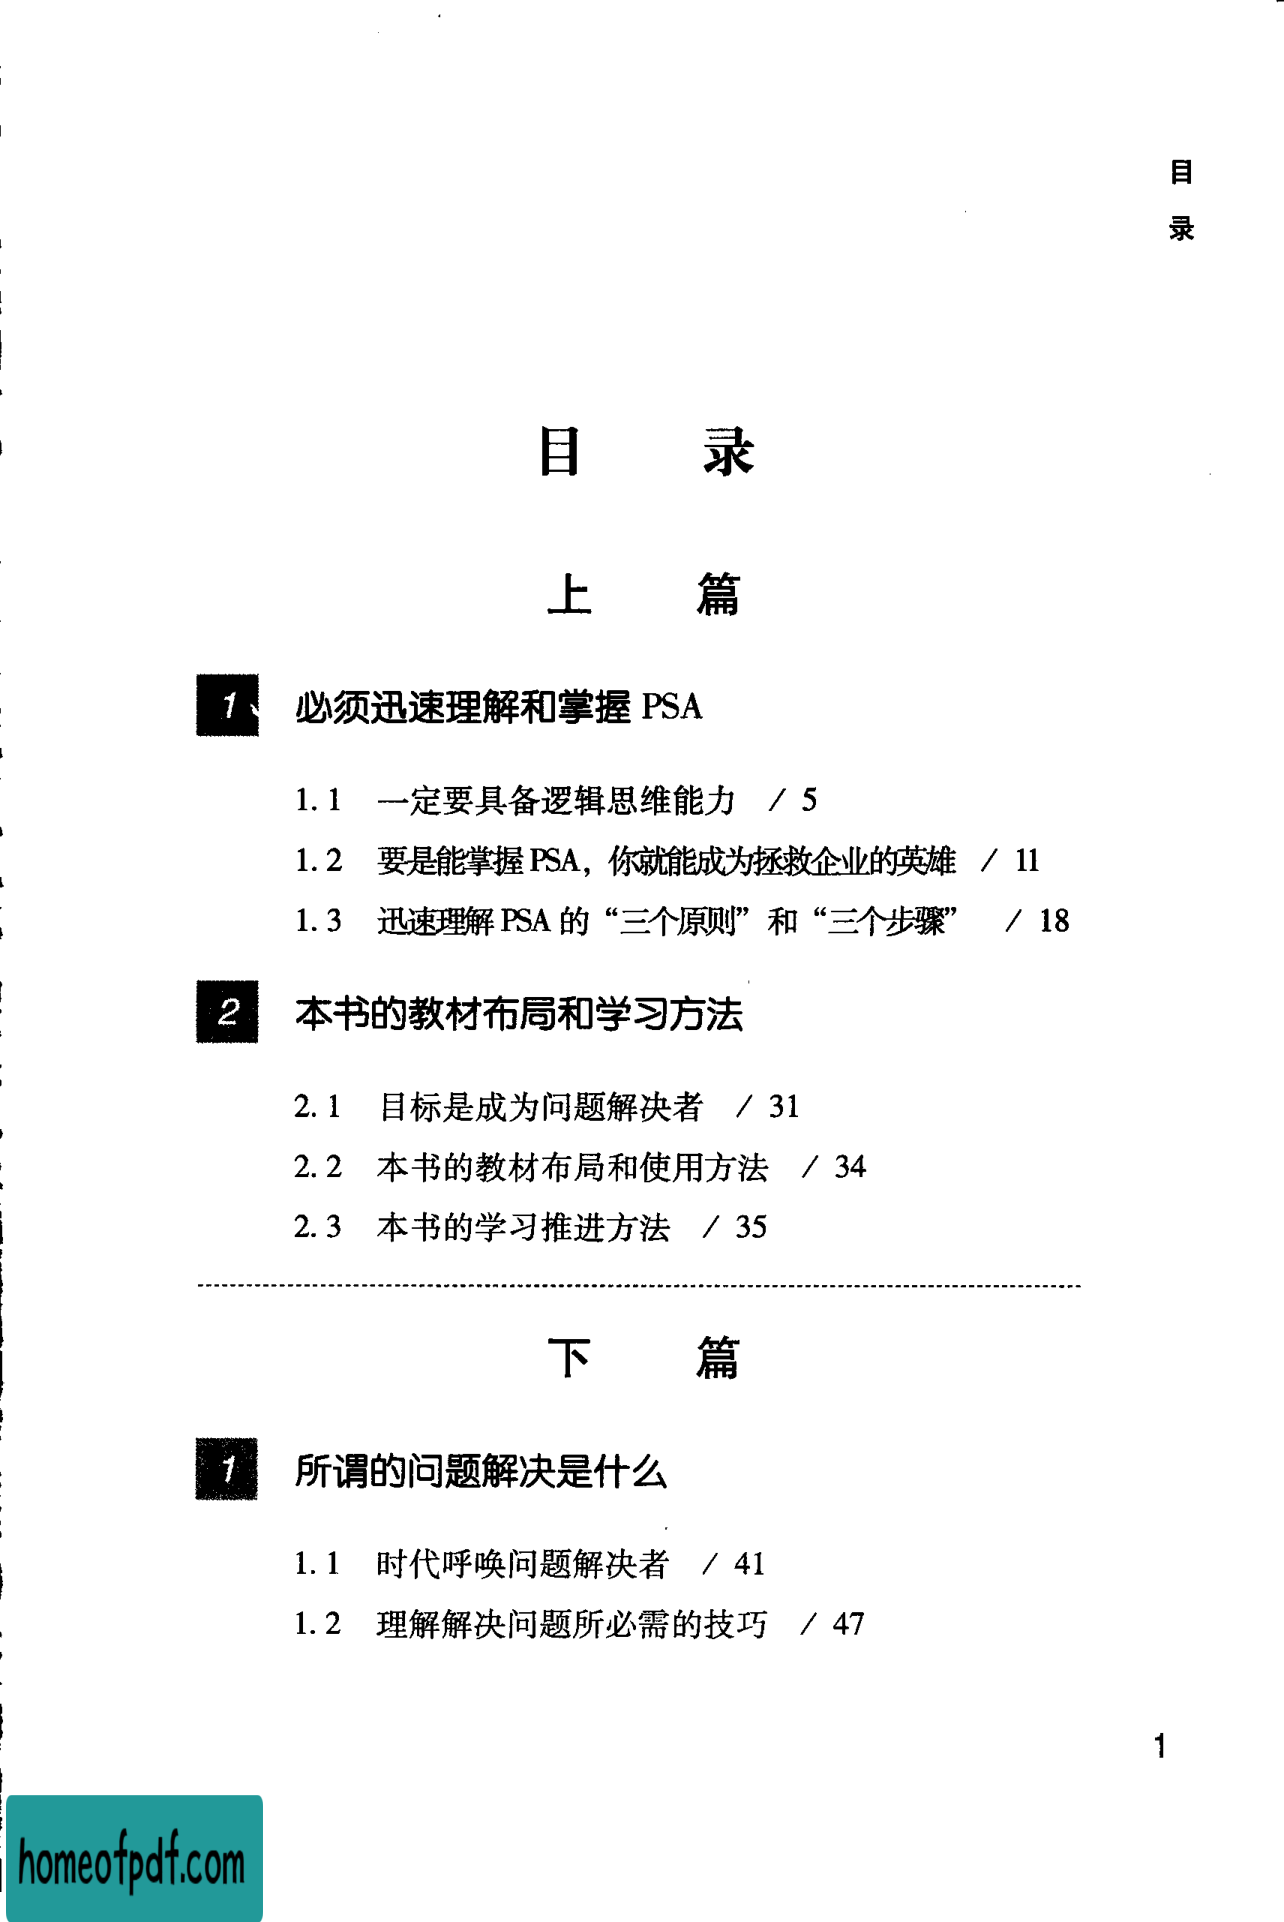 目
录
目 录
上 篇
1 必须迅速理解和掌握 PSA
1.1 一定要具备逻辑思维能力 / 5
1.2 要是能掌握 PSA，你就能成为拯救企业的英雄 / 11
1.3 迅速理解 PSA 的“三个原则”和“三个步骤” / 18
2 本书的教材布局和学习方法
2.1 目标是成为问题解决者 / 31
2.2 本书的教材布局和使用方法 / 34
2.3 本书的学习推进方法 / 35
下 篇
1 所谓的问题解决是什么
1.1 时代呼唤问题解决者 / 41
1.2 理解解决问题所必需的技巧 / 47
1
homeofpdf.com